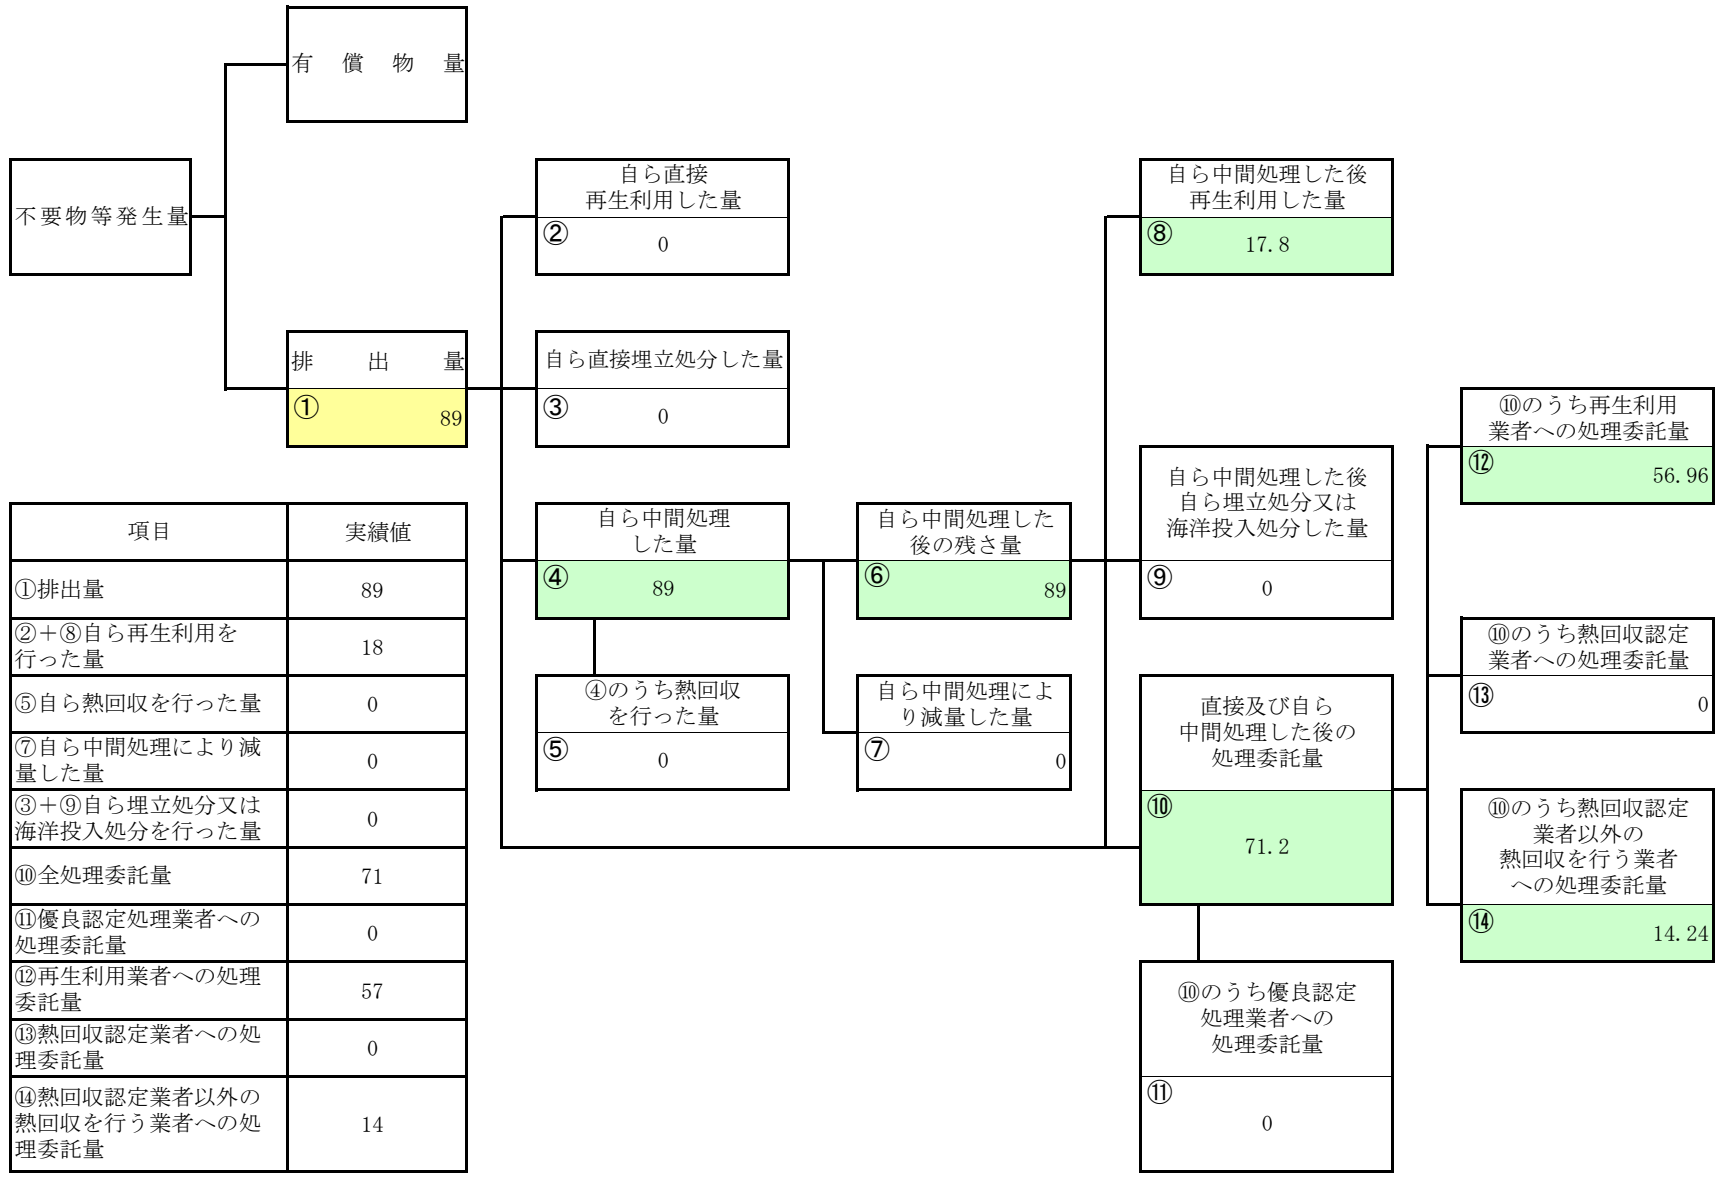 有償物量
不要物等発生量
自ら直接
再生利用した量
②
0
自ら中間処理した後
再生利用した量
⑧
17.8
排出量
①
89
自ら直接埋立処分した量
③
0
⑩のうち再生利用
業者への処理委託量
⑫
56.96
自ら中間処理した後
自ら埋立処分又は
海洋投入処分した量
⑨
0
自ら中間処理
した量
④
89
自ら中間処理した
後の残さ量
⑥
89
⑩のうち熱回収認定
業者への処理委託量
⑬
0
④のうち熱回収
を行った量
⑤
0
自ら中間処理によ
り減量した量
⑦
0
直接及び自ら
中間処理した後の
処理委託量
⑩
71.2
⑩のうち熱回収認定
業者以外の
熱回収を行う業者
への処理委託量
⑭
14.24
⑩のうち優良認定
処理業者への
処理委託量
⑪
0
項目 実績値
①排出量 89
②＋⑧自ら再生利用を
行った量 18
⑤自ら熱回収を行った量 0
⑦自ら中間処理により減
量した量 0
③＋⑨自ら埋立処分又は
海洋投入処分を行った量 0
⑩全処理委託量 71
⑪優良認定処理業者への
処理委託量 0
⑫再生利用業者への処理
委託量 57
⑬熱回収認定業者への処
理委託量 0
⑭熱回収認定業者以外の
熱回収を行う業者への処
理委託量 14